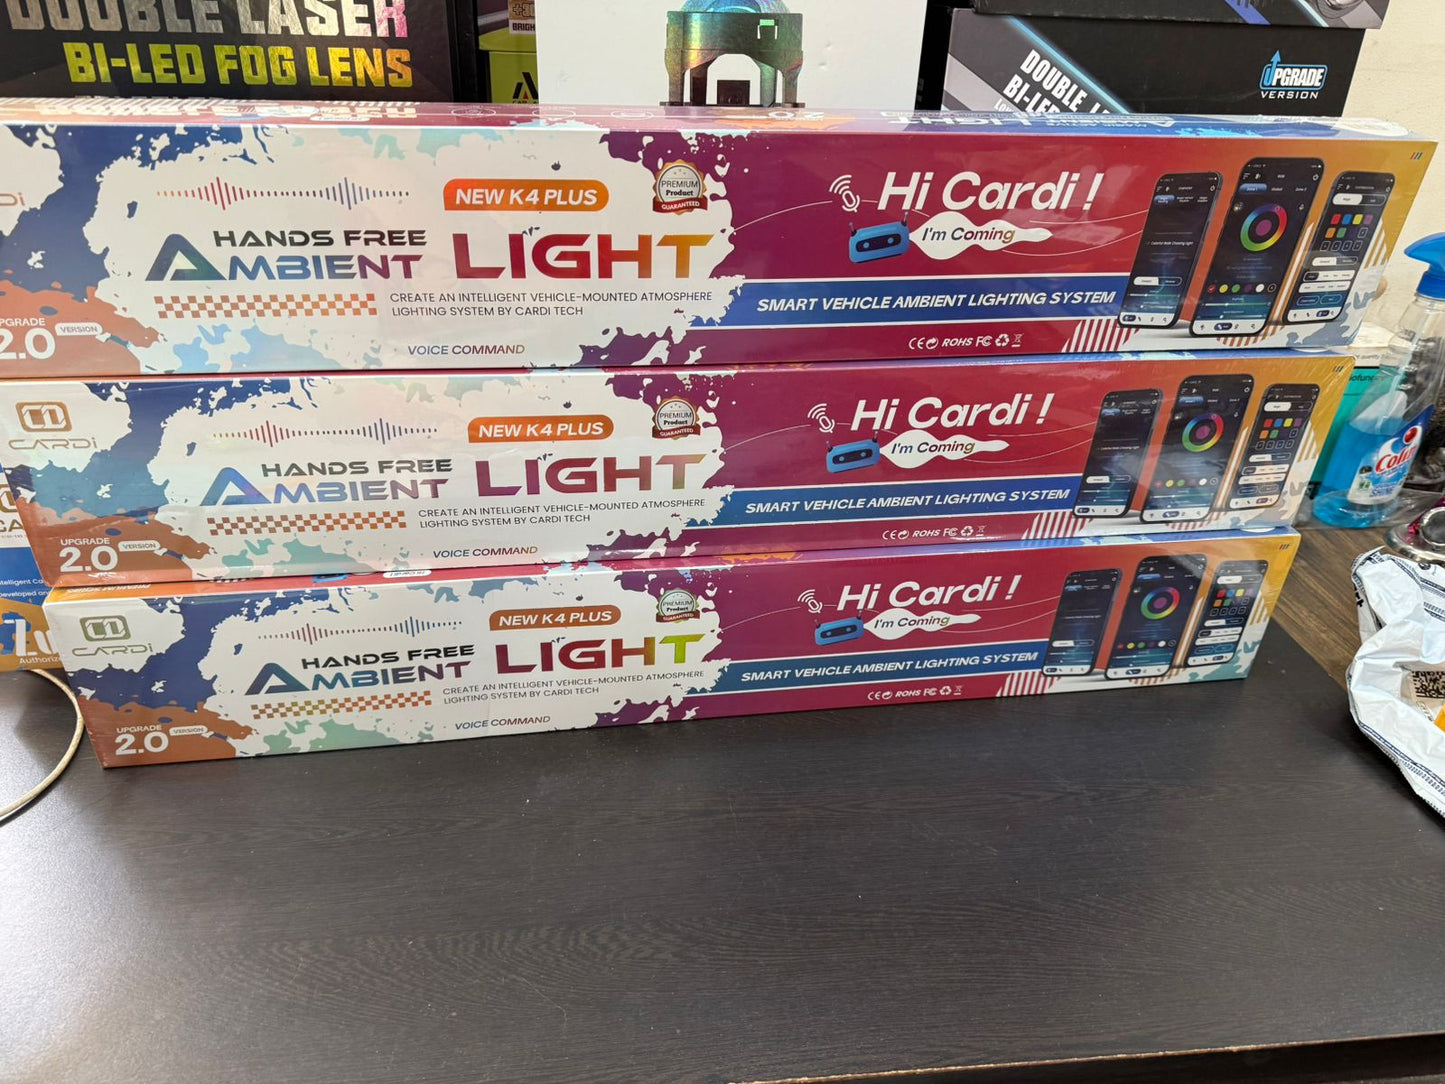 DOUBLE LASER
BI-LED FOG LENS
BRIGH
DOUBLE
BI-LE
UPGRADE
VERSION
NEW K4 PLUS
PREMIUM
Product
GUARANTEED
HANDS FREE
AMBIENT LIGHT
CREATE AN INTELLIGENT VEHICLE-MOUNTED ATMOSPHERE
LIGHTING SYSTEM BY CARDI TECH
VOICE COMMAND
PGRADE
2.0 VERSION
Hi Cardi !
I'm Coming
SMART VEHICLE AMBIENT LIGHTING SYSTEM
CE ROHS FC
CARDi
NEW K4 PLUS
PREMIUM
Product
GUARANTEED
HANDS FREE
AMBIENT LIGHT
CREATE AN INTELLIGENT VEHICLE-MOUNTED ATMOSPHERE
LIGHTING SYSTEM BY CARDI TECH
VOICE COMMAND
UPGRADE
2.0 VERSION
Hi Cardi !
I'm Coming
SMART VEHICLE AMBIENT LIGHTING SYSTEM
CE ROHS FC
CARDi
NEW K4 PLUS
PREMIUM
Product
GUARANTEED
HANDS FREE
AMBIENT LIGHT
CREATE AN INTELLIGENT VEHICLE-MOUNTED ATMOSPHERE
LIGHTING SYSTEM BY CARDI TECH
VOICE COMMAND
UPGRADE
2.0 VERSION
Hi Cardi !
I'm Coming
SMART VEHICLE AMBIENT LIGHTING SYSTEM
CE ROHS FC
Colin